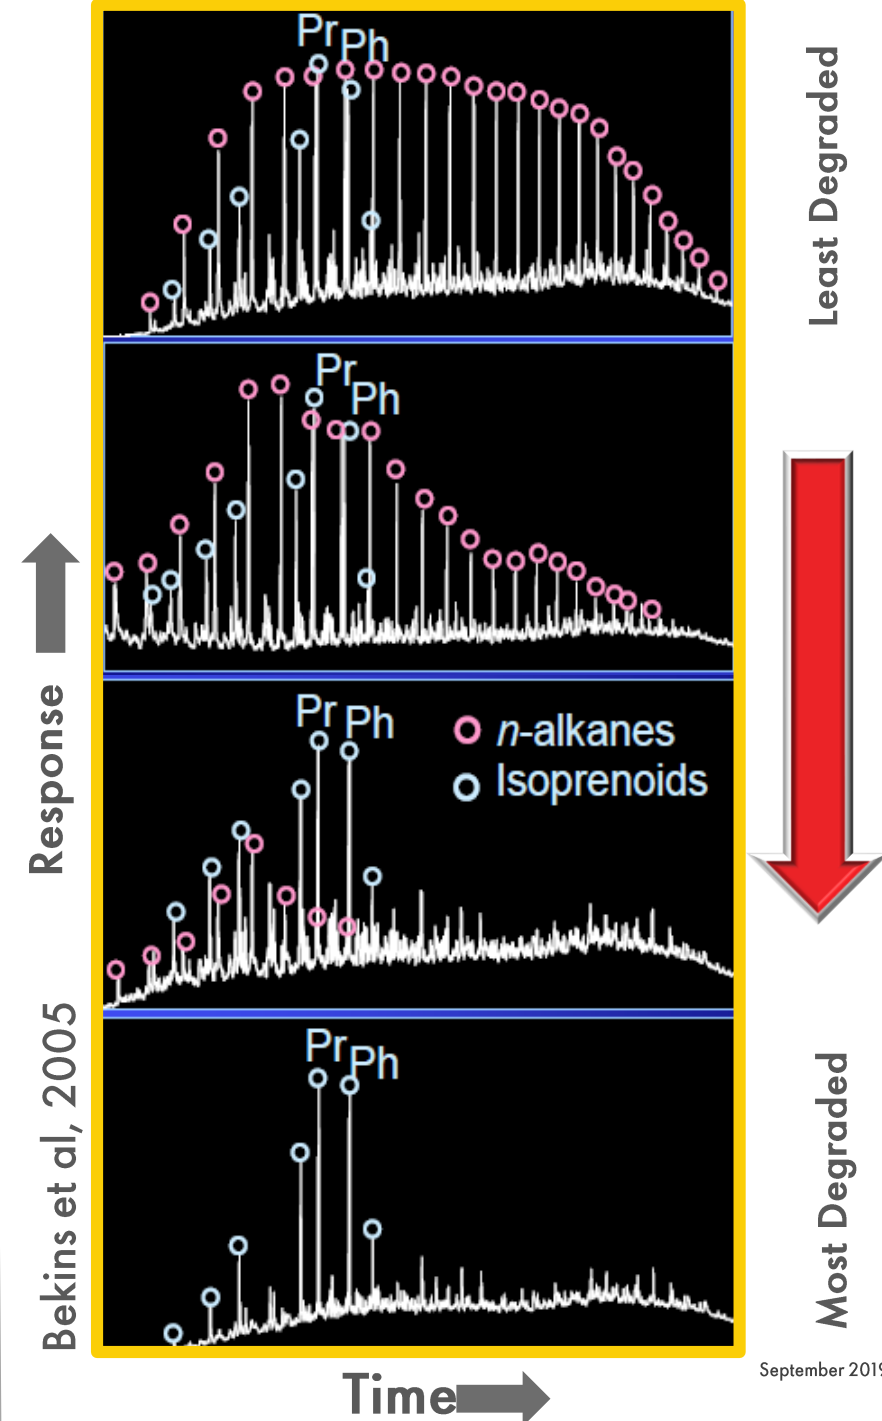 Pr Ph
Least Degraded
Pr
Ph
Response
Pr Ph
n-alkanes
Isoprenoids
Bekins et al, 2005
Pr Ph
Most Degraded
September 2019
Time